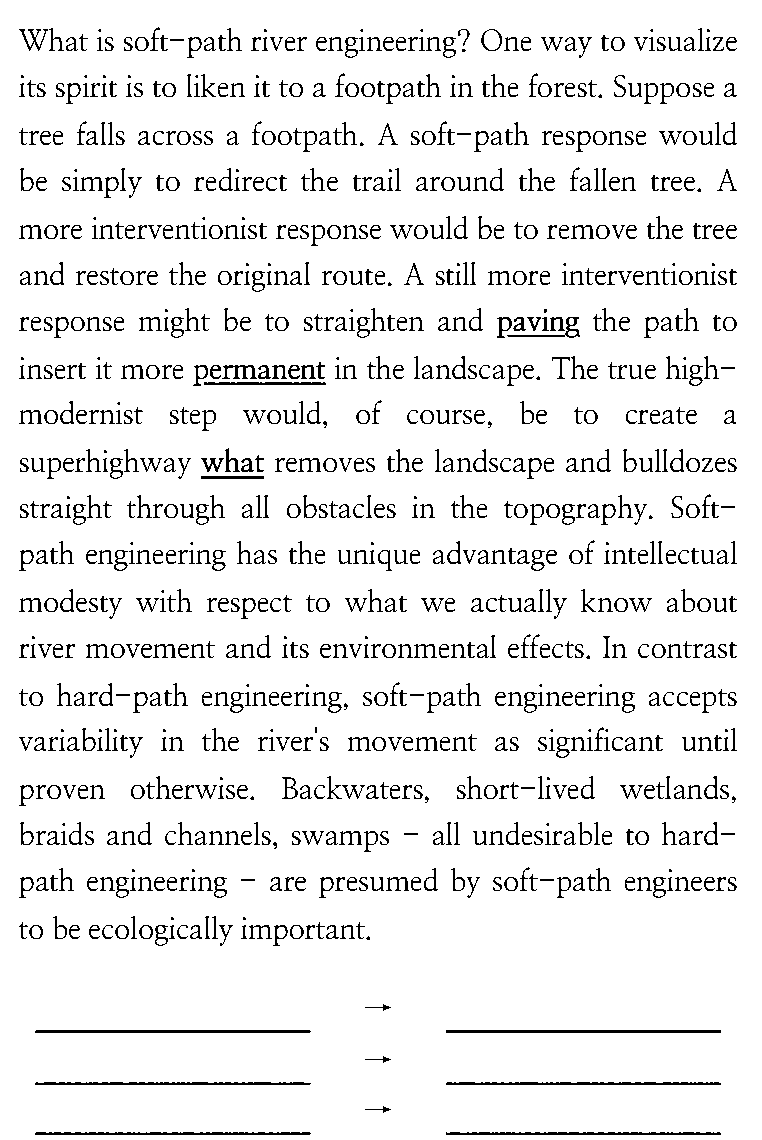 What is soft-path river engineering? One way to visualize
its spirit is to liken it to a footpath in the forest. Suppose a
tree falls across a footpath. A soft-path response would
be simply to redirect the trail around the fallen tree. A
more interventionist response would be to remove the tree
and restore the original route. A still more interventionist
response might be to straighten and paving the path to
insert it more permanent in the landscape. The true high-
modernist step would, of course, be to create a
superhighway what removes the landscape and bulldozes
straight through all obstacles in the topography. Soft-
path engineering has the unique advantage of intellectual
modesty with respect to what we actually know about
river movement and its environmental effects. In contrast
to hard-path engineering, soft-path engineering accepts
variability in the river's movement as significant until
proven otherwise. Backwaters, short-lived wetlands,
braids and channels, swamps - all undesirable to hard-
path engineering - are presumed by soft-path engineers
to be ecologically important.
→
→
→